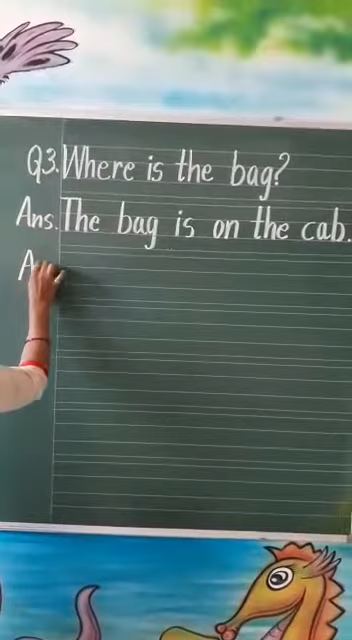 Q3. Where is the bag?
Ans. The bag is on the cab.
A